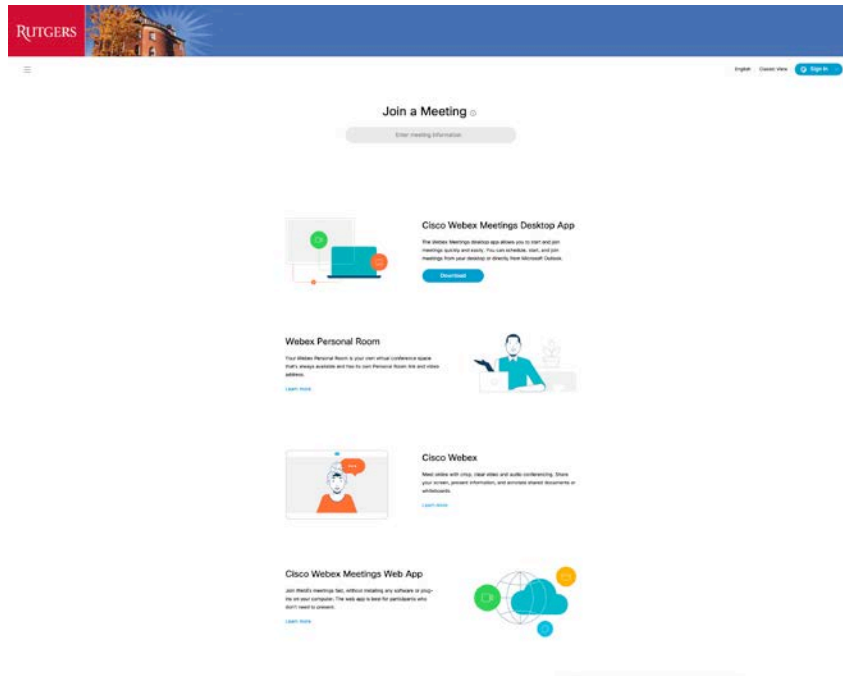 RUTGERS
English Classic View Sign In
Join a Meeting
Enter meeting information
Cisco Webex Meetings Desktop App
The Webex Meetings desktop app allows you to start and join
meetings quickly and easily. You can schedule, start, and join
meetings from your desktop or directly from Microsoft Outlook.
Download
Webex Personal Room
Your Webex Personal Room is your own virtual conference space
that's always available and has its own Personal Room link and video
address.
Learn more
Cisco Webex
Meet online with crisp, clear video and audio conferencing. Share
your screen, present information, and annotate shared documents or
whiteboards.
Learn more
Cisco Webex Meetings Web App
Join WebEx meetings fast, without installing any software or plug-
ins on your computer. The web app is best for participants who
don't need to present.
Learn more